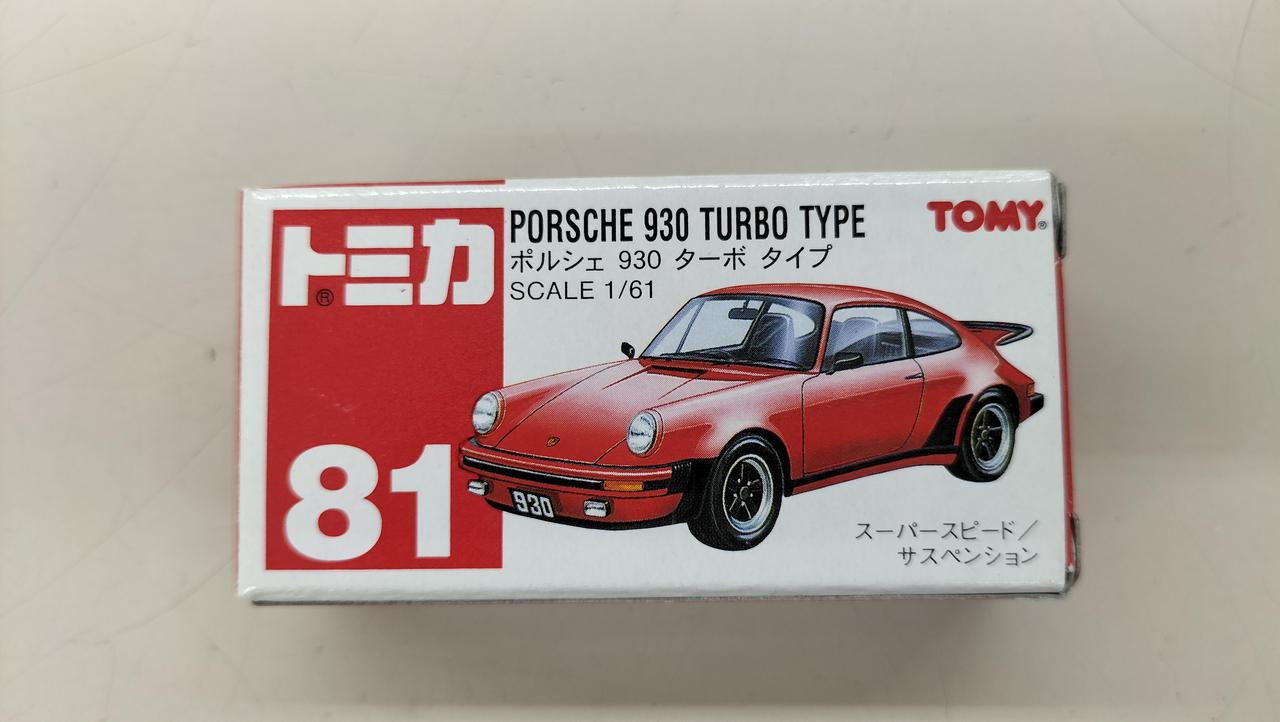 トミカ
®
81
PORSCHE 930 TURBO TYPE
ポルシェ 930 ターボ タイプ
SCALE 1/61
TOMY®
930
スーパースピード/
サスペンション